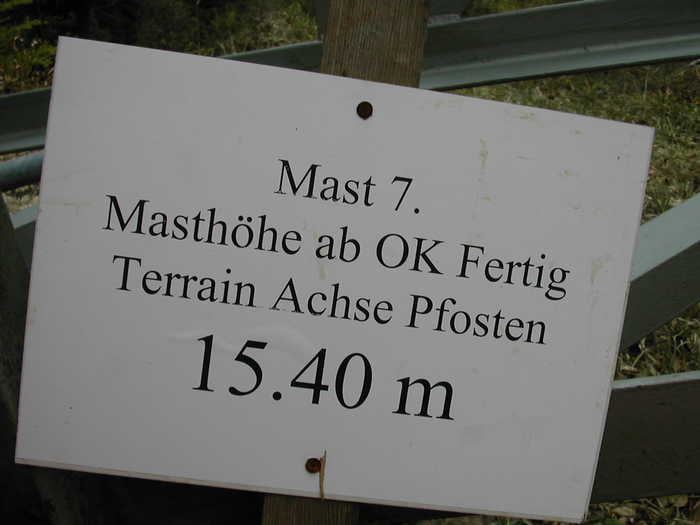 Mast 7.
Masthöhe ab OK Fertig
Terrain Achse Pfosten
15.40 m